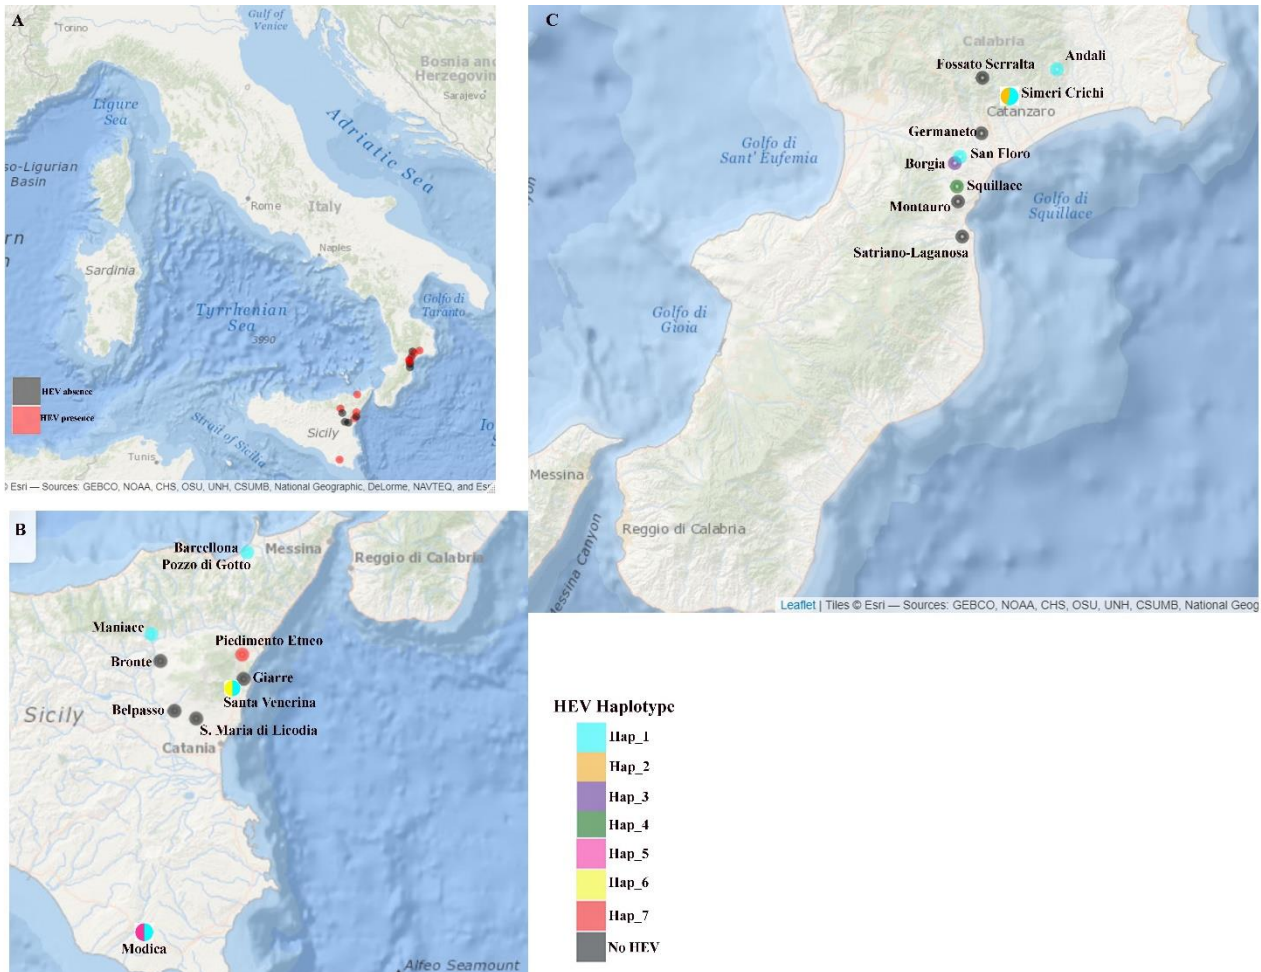 A
Torino
Gulf of
Venice
Bosnia and
Herzegovin
Sarajevo
Ligure
Sea
Adriatic Sea
so-Ligurian
Basin
Rome
Italy
Naples
Sardinia
Tyrrhenian
Sea
3990
Golfo di
Taranto
HEV absence
HEV presence
Strait of Sicilia
Sicily
Tunis
Esri — Sources: GEBCO, NOAA, CHS, OSU, UNH, CSUMB, National Geographic, DeLorme, NAVTEQ, and Esr
B
Barcellona
Pozzo di Gotto
Messina
Reggio di Calabria
Maniace
Piedimento Etneo
Bronte
Giarre
Santa Venerina
Belpasso
S. Maria di Licodia
Sicily
Catania
Modica
Alfeo Seamount
C
Calabria
Andali
Fossato Serralta
Simeri Crichi
Catanzaro
Germaneto
San Floro
Borgia
Squillace
Montauro
Satriano-Laganosa
Golfo di
Sant' Eufemia
Golfo di
Squillace
Golfo di
Gioia
Messina
Reggio di Calabria
Messina Canyon
Leaflet | Tiles © Esri — Sources: GEBCO, NOAA, CHS, OSU, UNH, CSUMB, National Geog
HEV Haplotype
Hap_1
Hap_2
Hap_3
Hap_4
Hap_5
Hap_6
Hap_7
No HEV